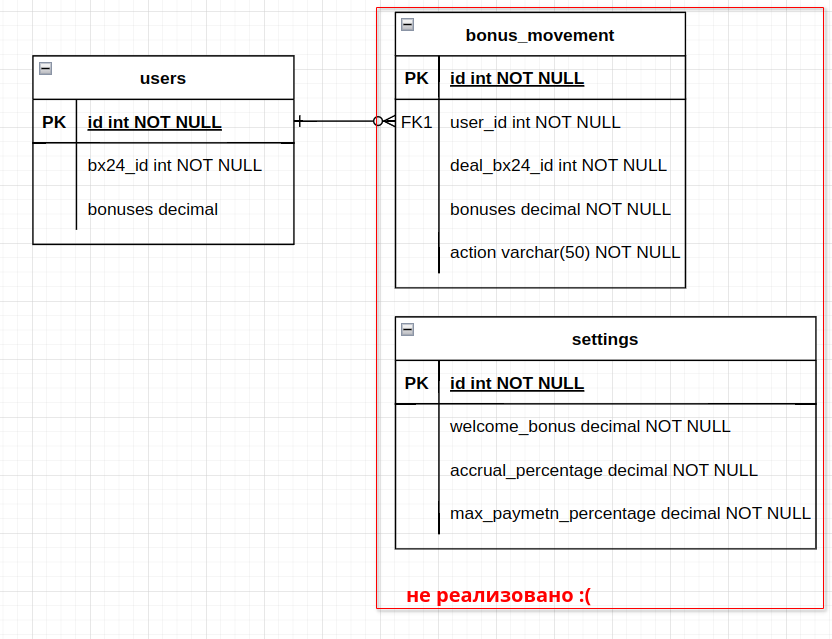 users
PK id int NOT NULL
bx24_id int NOT NULL
bonuses decimal
bonus_movement
PK id int NOT NULL
FK1 user_id int NOT NULL
deal_bx24_id int NOT NULL
bonuses decimal NOT NULL
action varchar(50) NOT NULL
settings
PK id int NOT NULL
welcome_bonus decimal NOT NULL
accrual_percentage decimal NOT NULL
max_paymetn_percentage decimal NOT NULL
не реализовано :(